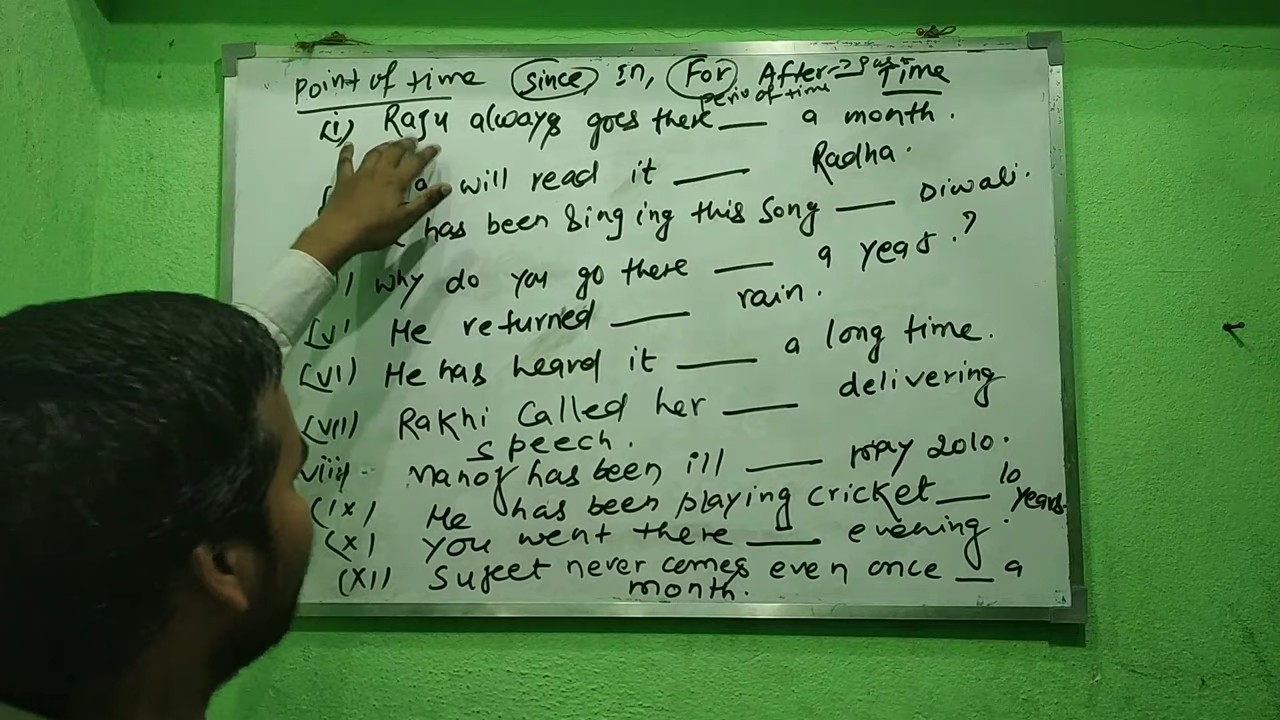 Point of time since, In, For, After Time
period of time
(i) Raju always goes there ___ a month.
will read it ___ Radha.
has been singing this song ___ Diwali.
why do you go there ___ a year.?
(v) He returned ___ rain.
(vi) He has heard it ___ a long time.
(vii) Rakhi called her ___ delivering
speech.
viii) Manoj has been ill ___ may 2010.
(ix) He has been playing cricket ___ 10 years.
(x) you went there ___ evening.
(xi) Sujeet never comes even once ___ a
month.